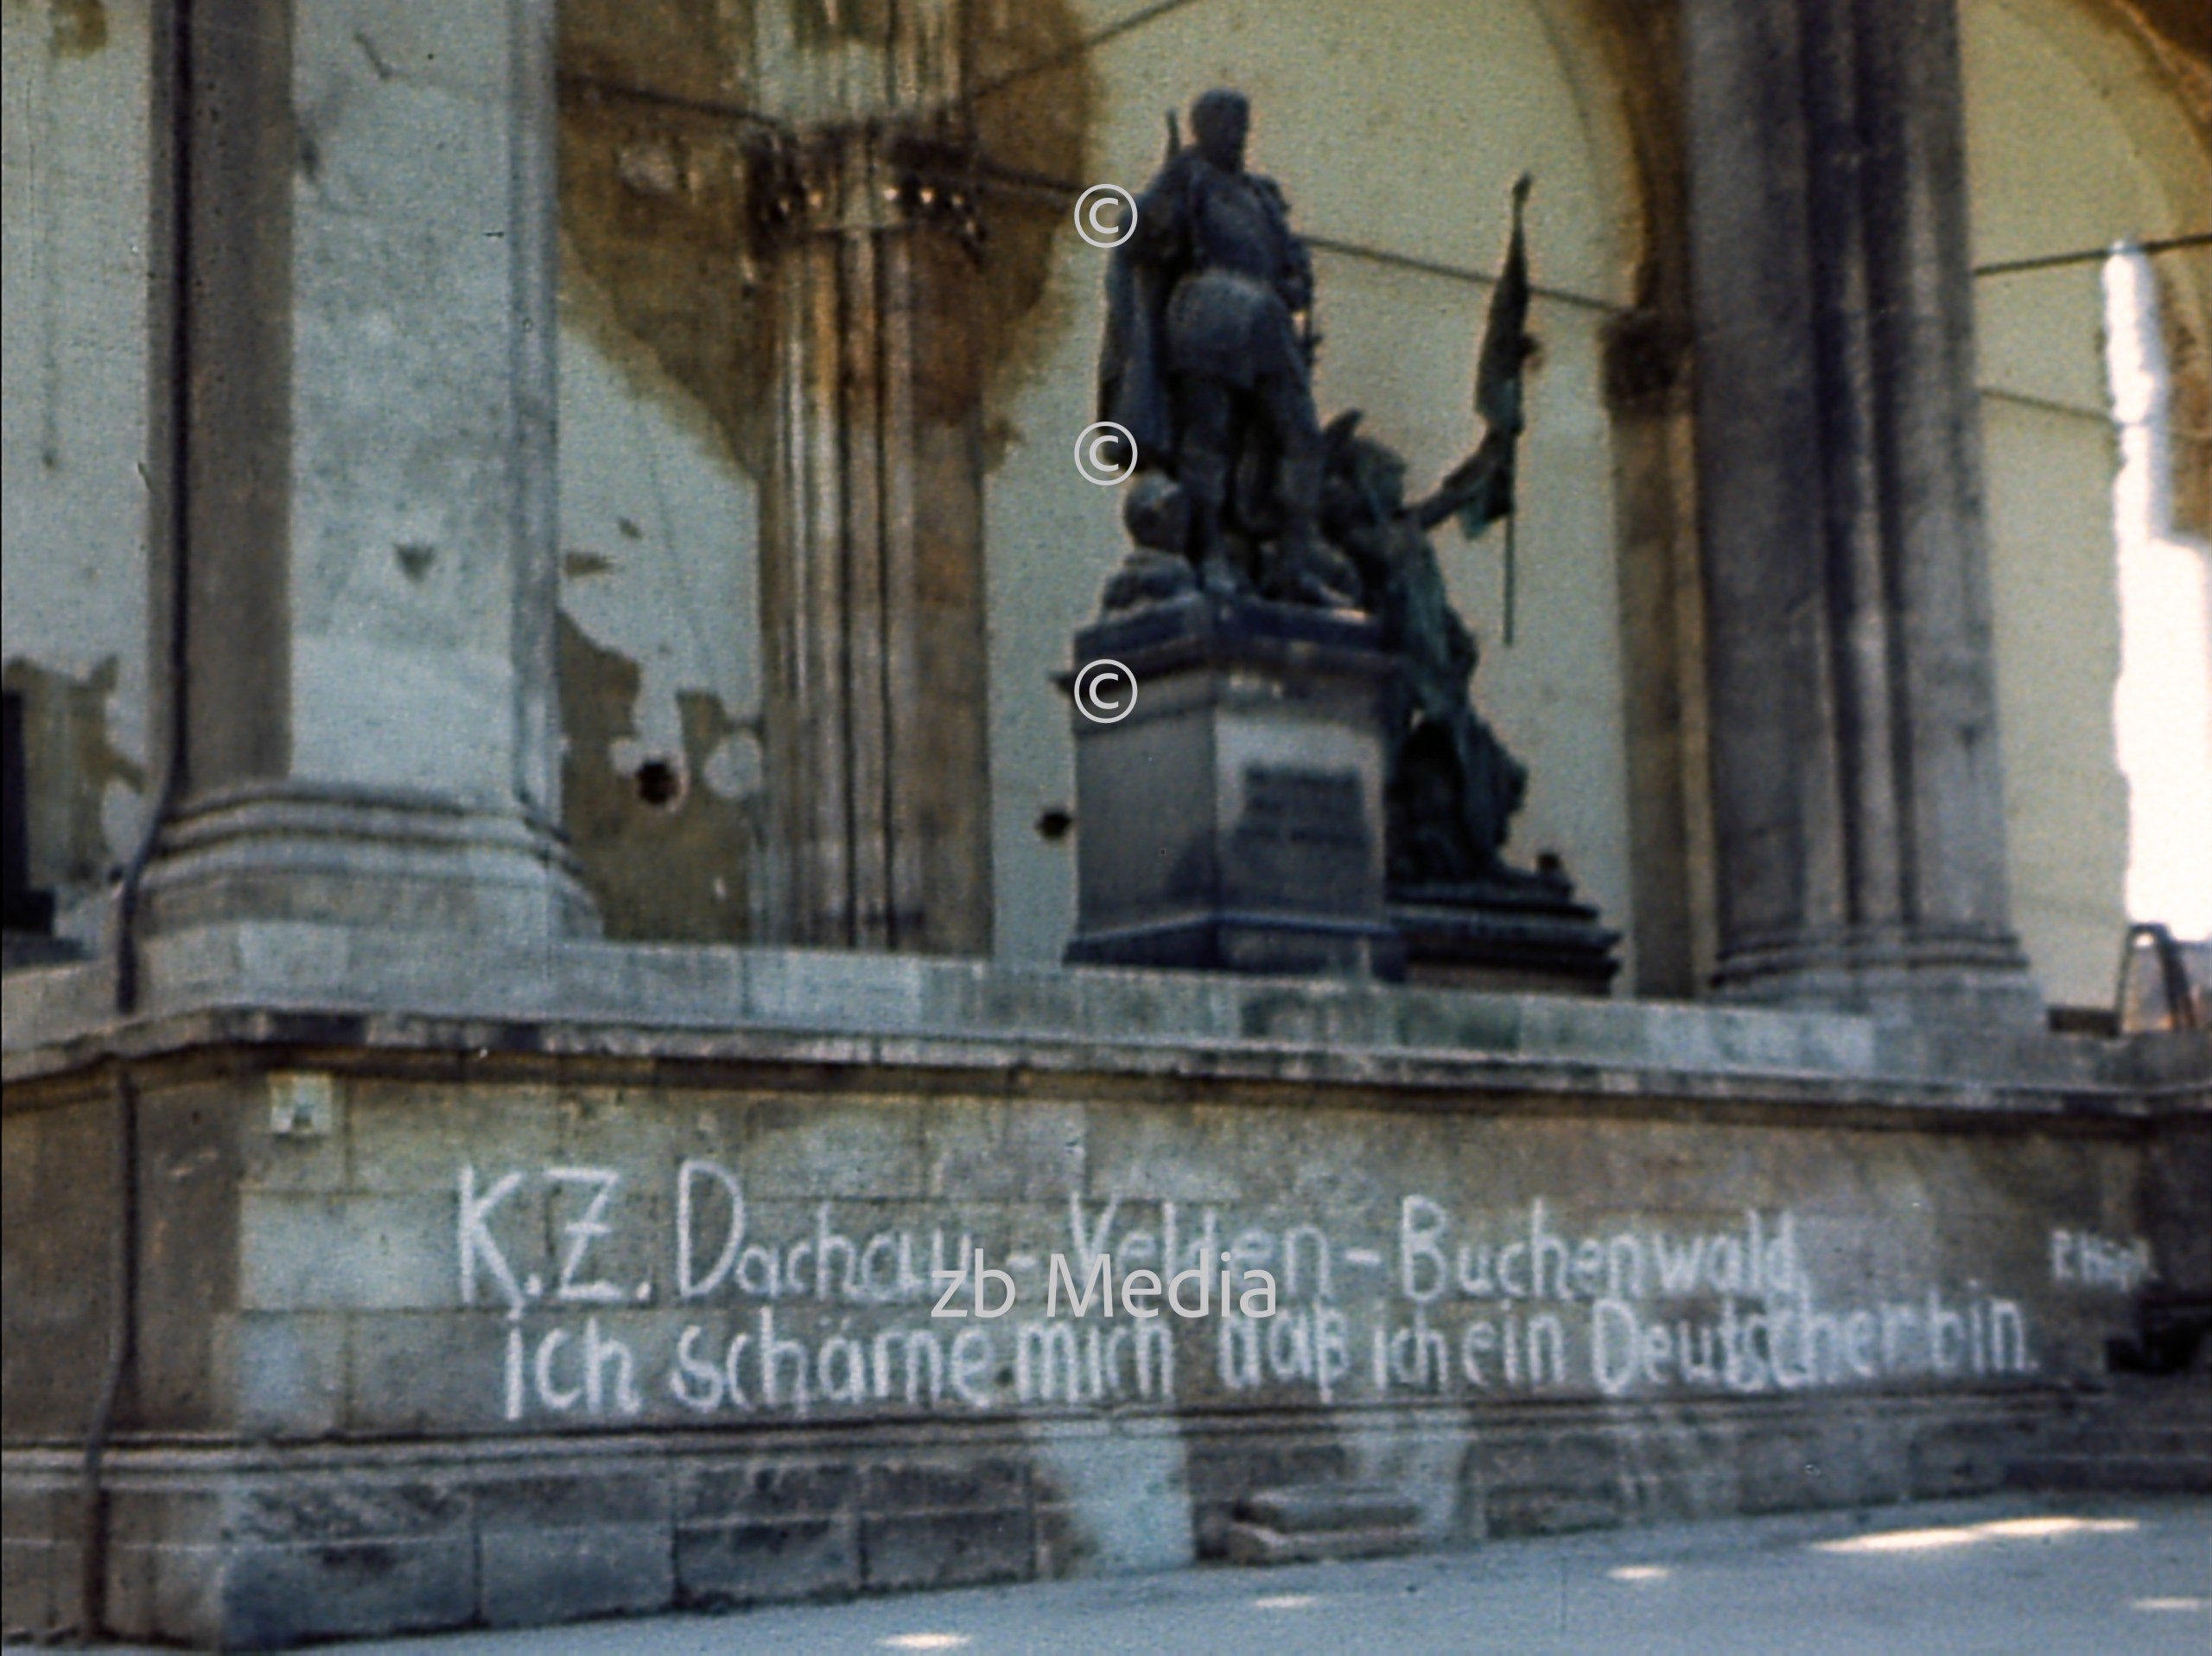 ©
©
©
K.Z. Dachau - Velden - Buchenwald
zb Media
ich schäme mich daß ich ein Deutscher bin.